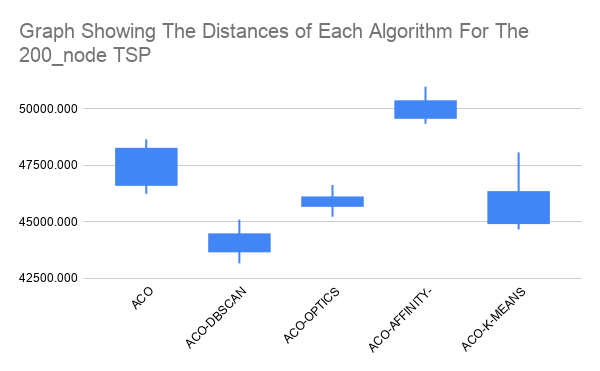 Graph Showing The Distances of Each Algorithm For The
200_node TSP
50000.000
47500.000
45000.000
42500.000
ACO
ACO-DBSCAN
ACO-OPTICS
ACO-AFFINITY-
ACO-K-MEANS